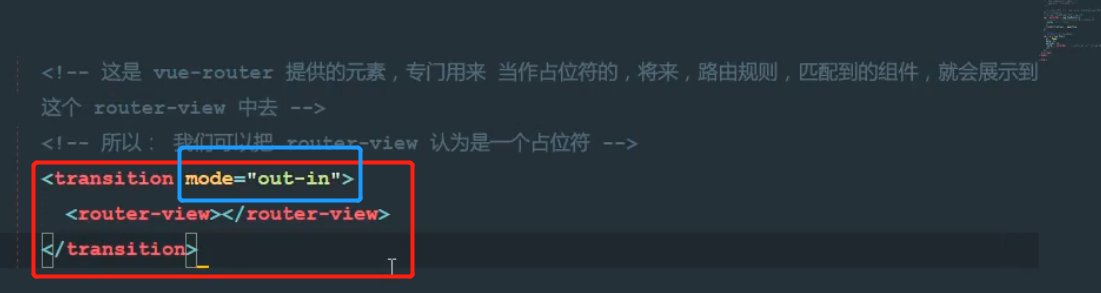 <!-- 这是 vue-router 提供的元素，专门用来 当作占位符的，将来，路由规则，匹配到的组件，就会展示到
这个 router-view 中去 -->
<!-- 所以： 我们可以把 router-view 认为是一个占位符 -->
<transition mode="out-in">
<router-view></router-view>
</transition>